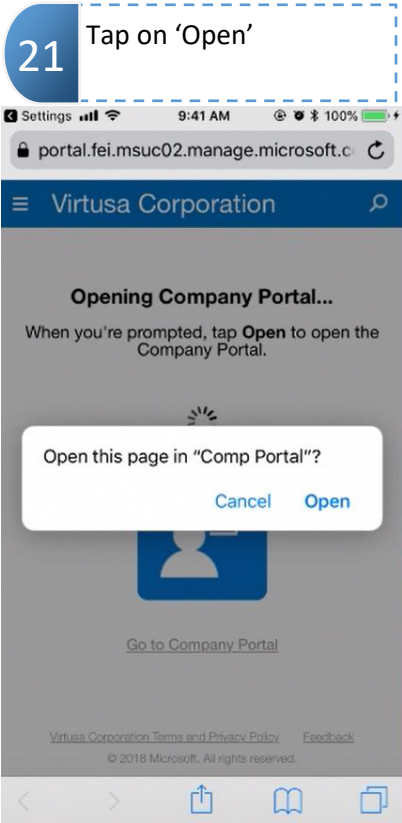 21
Tap on ‘Open’
Settings 9:41 AM 100%
portal.fei.msuc02.manage.microsoft.c
Virtusa Corporation
Opening Company Portal...
When you're prompted, tap Open to open the
Company Portal.
Open this page in “Comp Portal”?
Cancel Open
Go to Company Portal
Virtusa Corporation Terms and Privacy Policy Feedback
© 2018 Microsoft. All rights reserved.